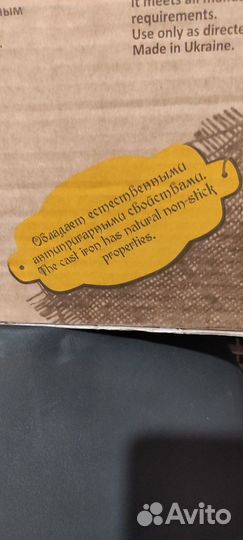 ным
It meets all
requirements.
Use only as directe
Made in Ukraine.
Обладает естественными
антипригарными свойствами.
The cast iron has natural non-stick
properties.
Avito